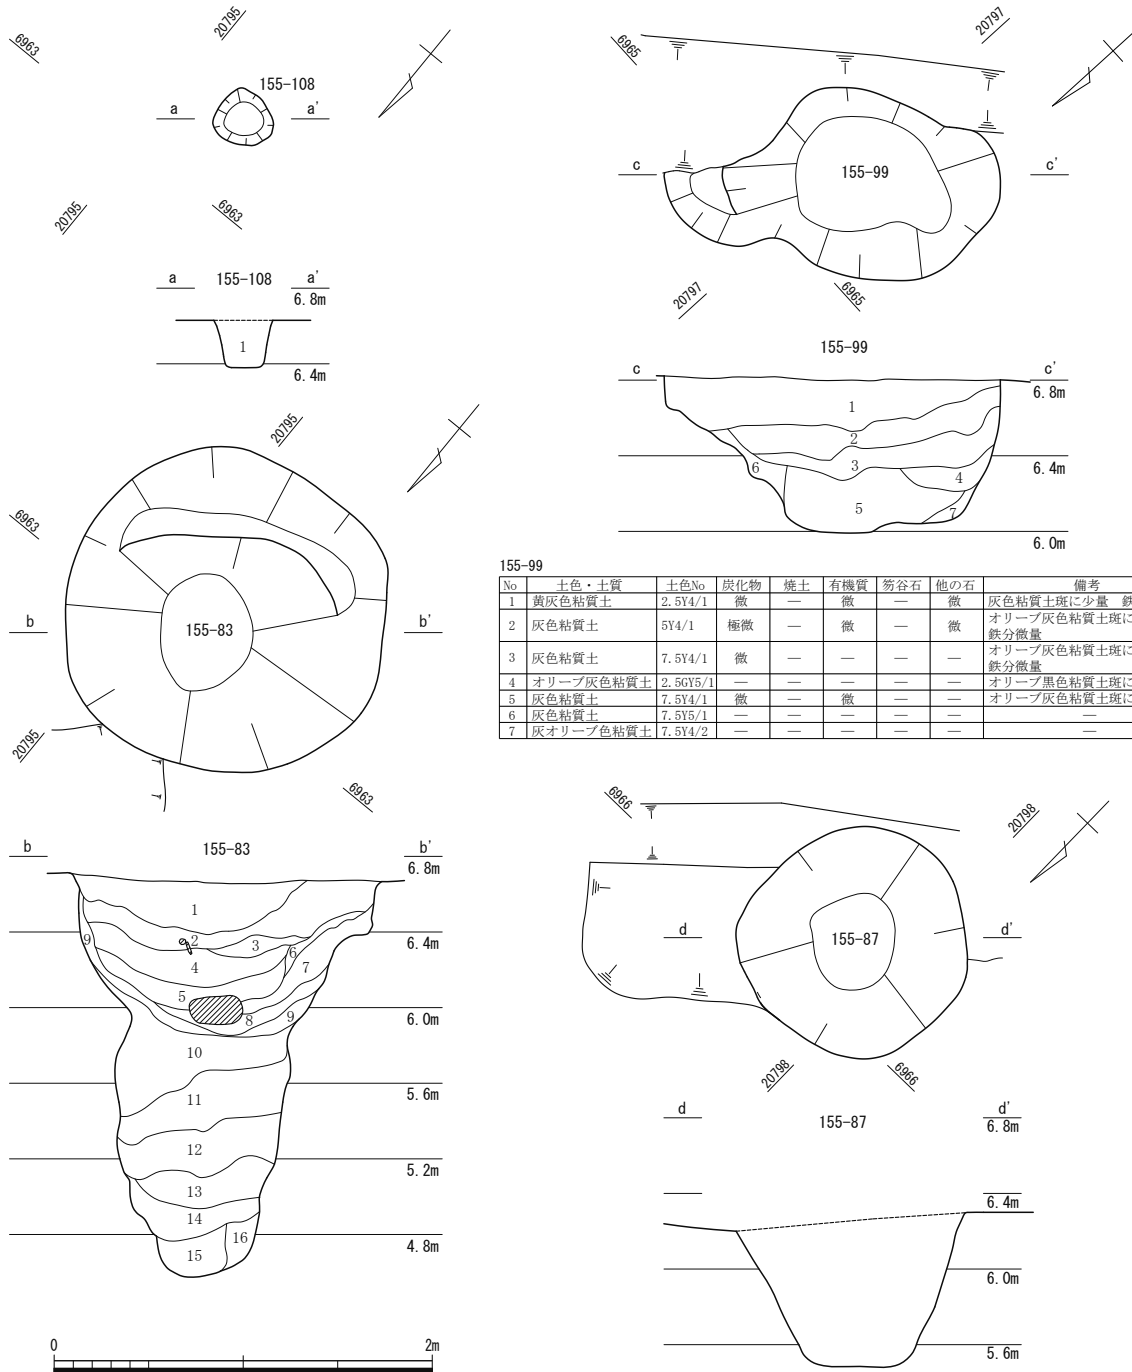 20795
6963
155-108
a a'
20795
6963
a 155-108 a'
6.8m
1
6.4m
20795
6963
155-83
b b'
20795
6963
b 155-83 b'
6.8m
1
2
3
9
6.4m
6
4
7
5
8
9
6.0m
10
5.6m
11
12
5.2m
13
14
16
4.8m
15
0 2m
20797
6965
155-99
c c'
20797
6965
155-99
c c'
6.8m
1
2
3
6
6.4m
4
5
7
6.0m
155-99
No 土色・土質 土色No 炭化物 焼土 有機質 笏谷石 他の石 備考
1 黄灰色粘質土 2.5Y4/1 微 — 微 — 微 灰色粘質土斑に少量 鉄
2 灰色粘質土 5Y4/1 極微 — 微 — 微 オリーブ灰色粘質土斑に
鉄分微量
3 灰色粘質土 7.5Y4/1 微 — — — — オリーブ灰色粘質土斑に
鉄分微量
4 オリーブ灰色粘質土 2.5GY5/1 — — — — — オリーブ黒色粘質土斑に
5 灰色粘質土 7.5Y4/1 微 — 微 — — オリーブ灰色粘質土斑に
6 灰色粘質土 7.5Y5/1 — — — — — —
7 灰オリーブ色粘質土 7.5Y4/2 — — — — — —
6966
20798
155-87
d d'
20798
6966
d d'
155-87 6.8m
6.4m
6.0m
5.6m